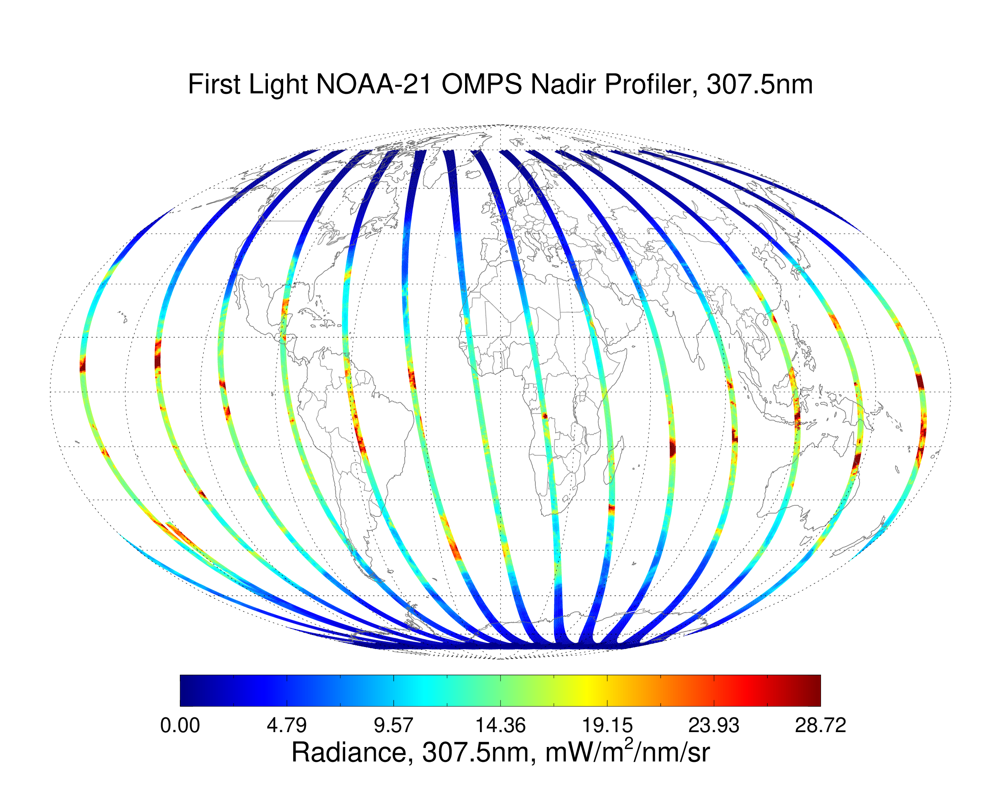 First Light NOAA-21 OMPS Nadir Profiler, 307.5nm
0.00 4.79 9.57 14.36 19.15 23.93 28.72
Radiance, 307.5nm, mW/m²/nm/sr